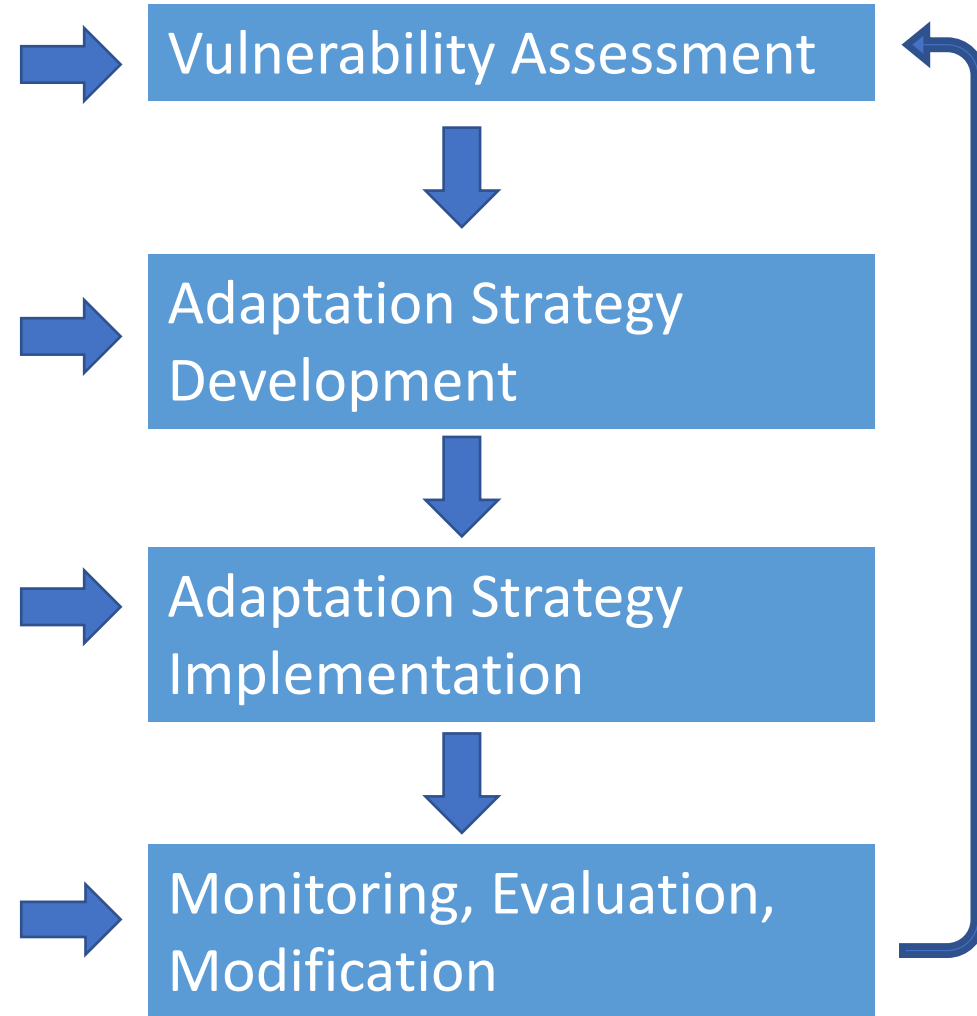 Vulnerability Assessment
Adaptation Strategy
Development
Adaptation Strategy
Implementation
Monitoring, Evaluation,
Modification